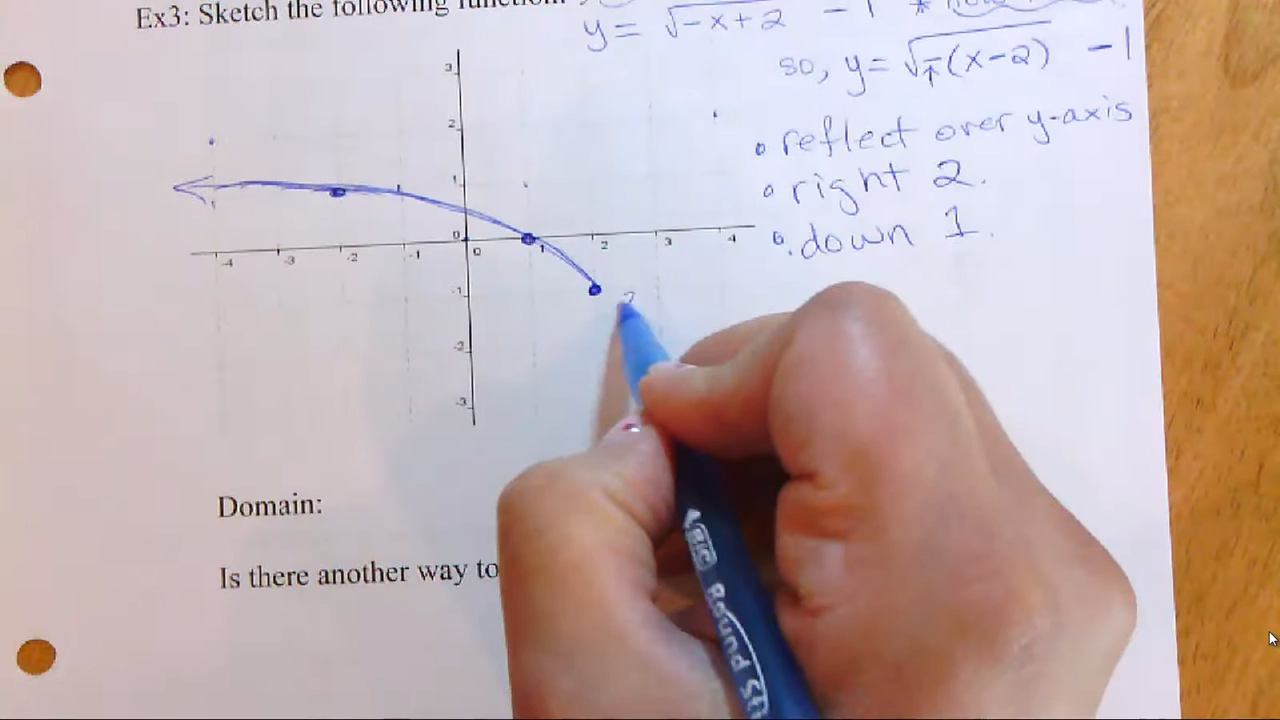 Ex3: Sketch the following function:
y = √-x+2 - 1 *
so, y = √-(x-2) - 1
• reflect over y-axis
• right 2.
• down 1.
3
2
1
0
-4 -3 -2 -1 0 1 2 3 4
-1
-2
-3
Domain:
Is there another way to
BIC Round St